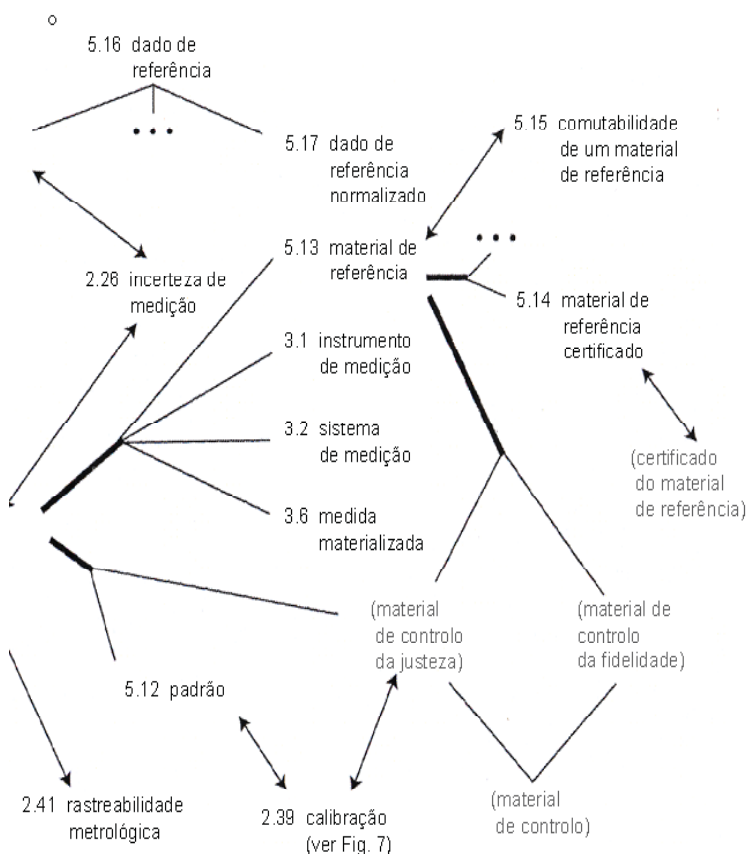 5.16 dado de
referência
5.17 dado de
referência
normalizado
5.15 comutabilidade
de um material
de referência
5.13 material de
referência
2.26 incerteza de
medição
5.14 material de
referência
certificado
3.1 instrumento
de medição
3.2 sistema
de medição
(certificado
do material
de referência)
3.6 medida
materializada
(material
de controlo
da justeza)
(material de
controlo
da fidelidade)
5.12 padrão
2.41 rastreabilidade
metrológica
2.39 calibração
(ver Fig. 7)
(material
de controlo)